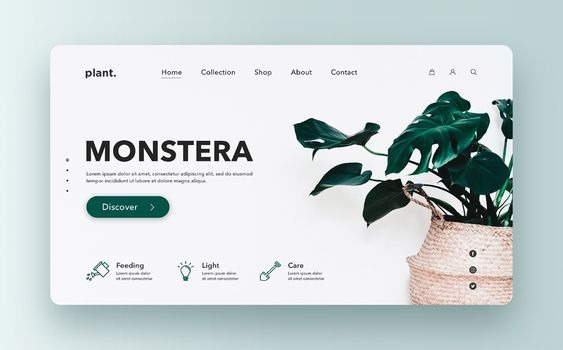 plant.
Home Collection Shop About Contact
MONSTERA
Lorem ipsum dolor sit amet, consectetur adipiscing elit, sed do eiusmod
tempor incididunt ut labore et dolore magna aliqua.
Discover
Feeding
Lorem ipsum dolor
sit amet consectetur
Light
Lorem ipsum dolor
sit amet consectetur
Care
Lorem ipsum dolor
sit amet consectetur